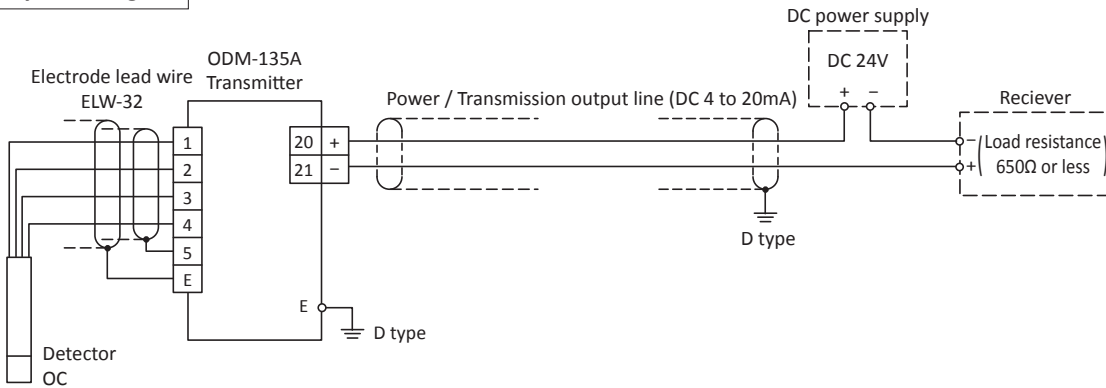 DC power supply
DC 24V
+ −
ODM-135A
Transmitter
Electrode lead wire
ELW-32
Power / Transmission output line (DC 4 to 20mA)
Reciever
1
2
3
4
5
E
20 +
21 −
− Load resistance
+ 650Ω or less
D type
E
D type
Detector
OC